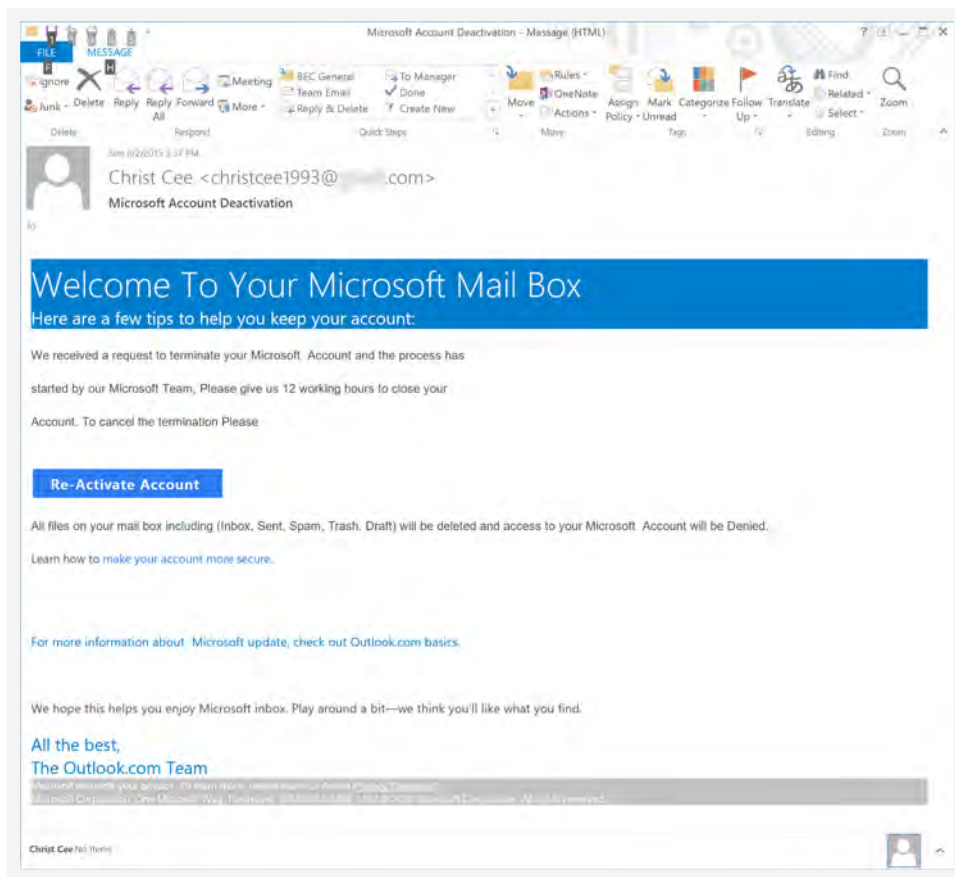 Microsoft Account Deactivation - Message (HTML)
FILE MESSAGE
Ignore
Junk
Delete
Reply
Reply All
Forward
Meeting
More
BEC General
Team Email
Reply & Delete
To Manager
Done
Create New
Move
Rules
OneNote
Actions
Assign Policy
Mark Unread
Categorize
Follow Up
Translate
Find
Related
Select
Zoom
Delete Respond Quick Steps Move Tags Editing Zoom
3:37 PM
Christ Cee <christcee1993@ .com>
Microsoft Account Deactivation
To
Welcome To Your Microsoft Mail Box
Here are a few tips to help you keep your account:
We received a request to terminate your Microsoft Account and the process has
started by our Microsoft Team, Please give us 12 working hours to close your
Account. To cancel the termination Please
Re-Activate Account
All files on your mail box including (Inbox, Sent, Spam, Trash, Draft) will be deleted and access to your Microsoft Account will be Denied.
Learn how to make your account more secure.
For more information about Microsoft update, check out Outlook.com basics.
We hope this helps you enjoy Microsoft inbox. Play around a bit—we think you'll like what you find.
All the best,
The Outlook.com Team
Christ Cee No Items